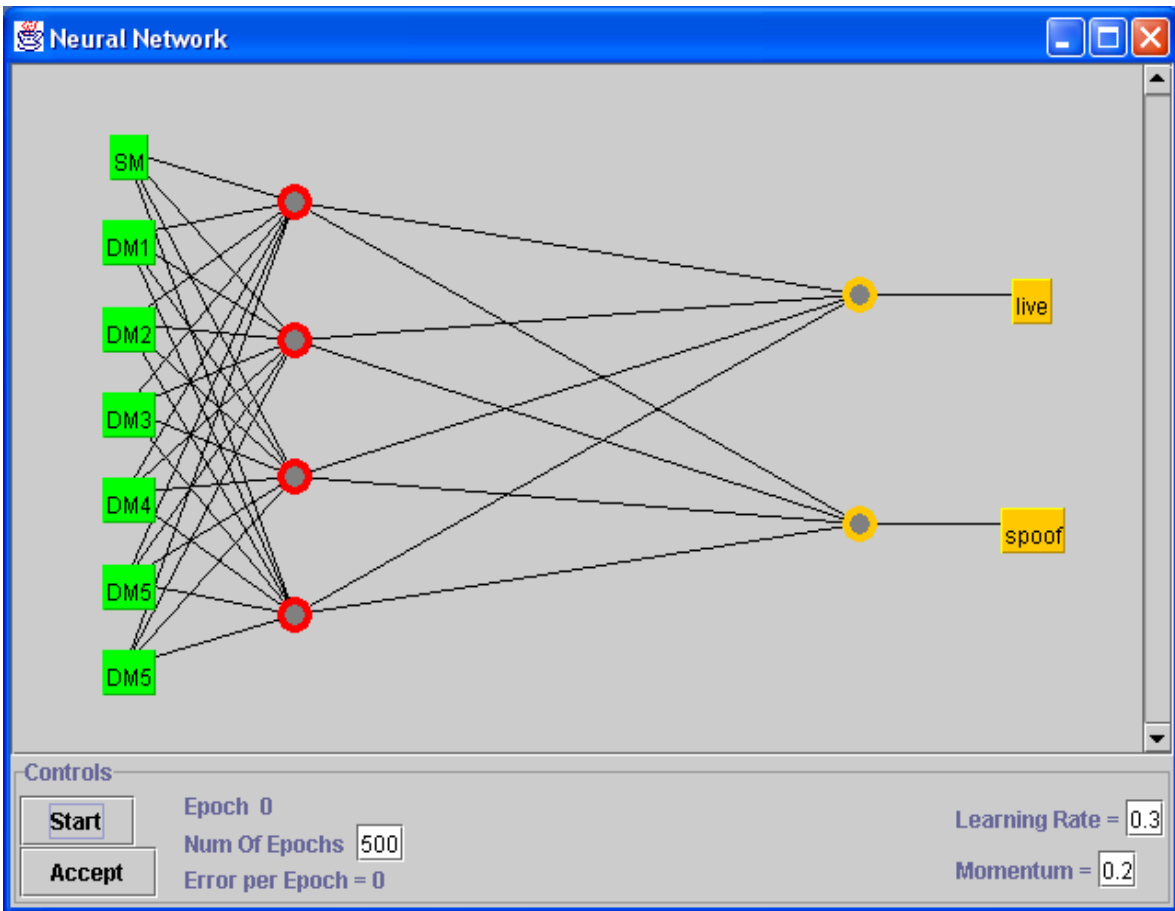 Neural Network
SM
DM1
DM2
DM3
DM4
DM5
DM5
live
spoof
Controls
Start
Accept
Epoch 0
Num Of Epochs 500
Error per Epoch = 0
Learning Rate = 0.3
Momentum = 0.2